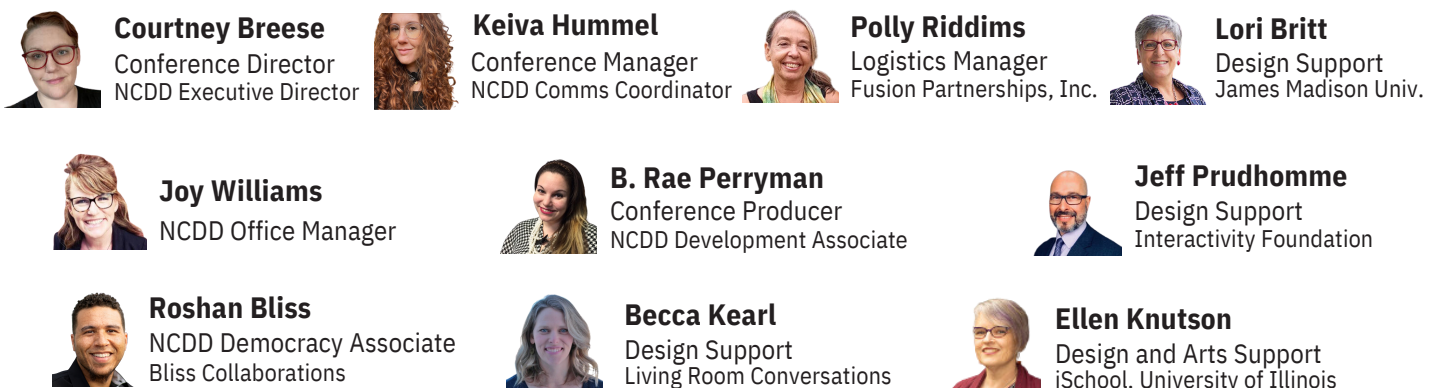 Courtney Breese
Conference Director
NCDD Executive Director
Keiva Hummel
Conference Manager
NCDD Comms Coordinator
Polly Riddims
Logistics Manager
Fusion Partnerships, Inc.
Lori Britt
Design Support
James Madison Univ.
Joy Williams
NCDD Office Manager
B. Rae Perryman
Conference Producer
NCDD Development Associate
Jeff Prudhomme
Design Support
Interactivity Foundation
Roshan Bliss
NCDD Democracy Associate
Bliss Collaborations
Becca Kearl
Design Support
Living Room Conversations
Ellen Knutson
Design and Arts Support
iSchool, University of Illinois